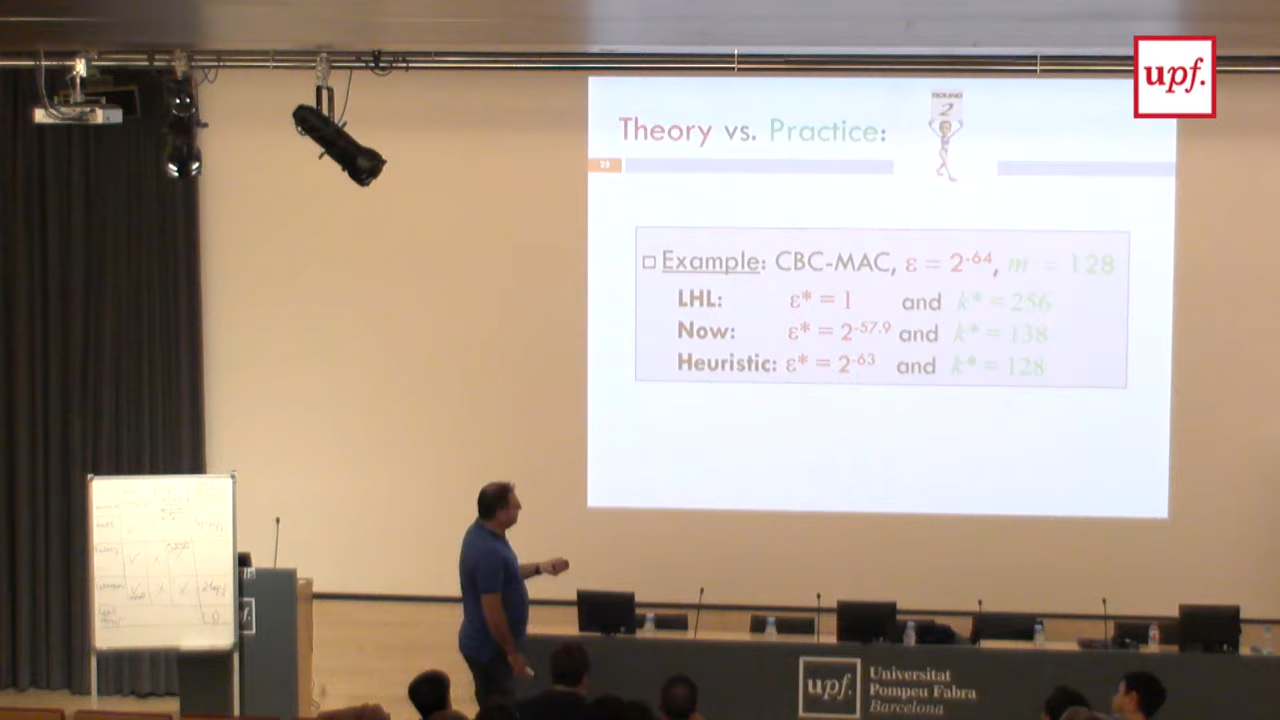 upf.
ROUND
2
Theory vs. Practice:
25
Example: CBC-MAC, ε = 2^-64, m = 128
LHL: ε* = 1 and k* = 256
Now: ε* = 2^-57.9 and k* = 138
Heuristic: ε* = 2^-63 and k* = 128
upf.
Universitat
Pompeu Fabra
Barcelona